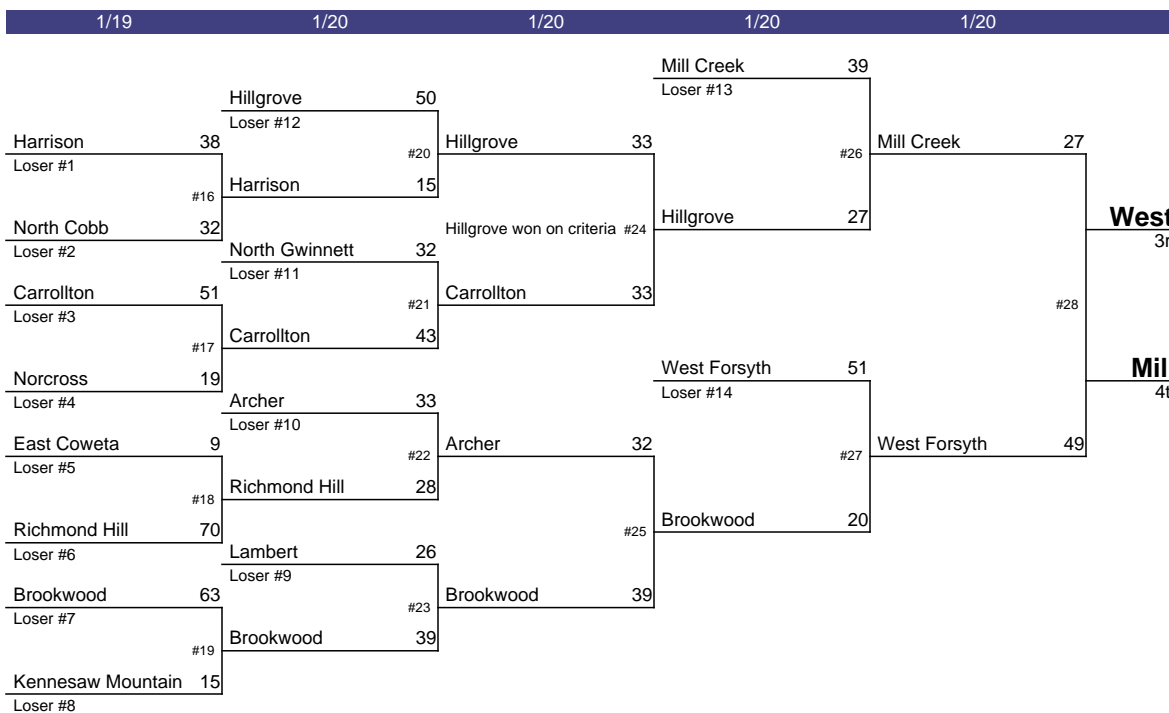 1/19 1/20 1/20 1/20 1/20
Mill Creek 39
Loser #13
Hillgrove 50
Loser #12
Harrison 38
Loser #1
#20 Hillgrove 33
#26 Mill Creek 27
#16 Harrison 15
North Cobb 32
Loser #2
Hillgrove won on criteria #24 Hillgrove 27
West
3r
North Gwinnett 32
Loser #11
Carrollton 51
Loser #3
#21 Carrollton 33
#28
#17 Carrollton 43
Norcross 19
Loser #4
West Forsyth 51
Loser #14
Mil
4t
Archer 33
Loser #10
East Coweta 9
Loser #5
#22 Archer 32
#27 West Forsyth 49
#18 Richmond Hill 28
Richmond Hill 70
Loser #6
#25 Brookwood 20
Lambert 26
Loser #9
Brookwood 63
Loser #7
#23 Brookwood 39
#19 Brookwood 39
Kennesaw Mountain 15
Loser #8